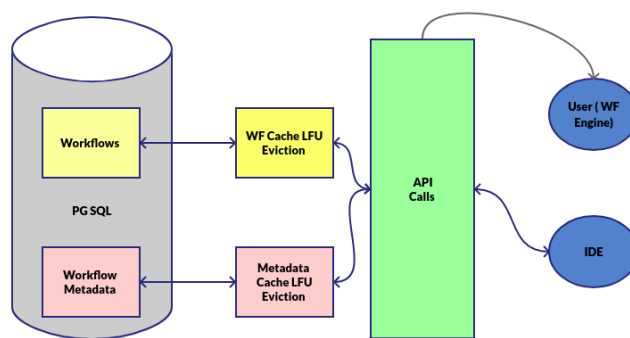 Workflows
PG SQL
Workflow
Metadata
WF Cache LFU
Eviction
Metadata
Cache LFU
Eviction
API
Calls
User ( WF
Engine)
IDE